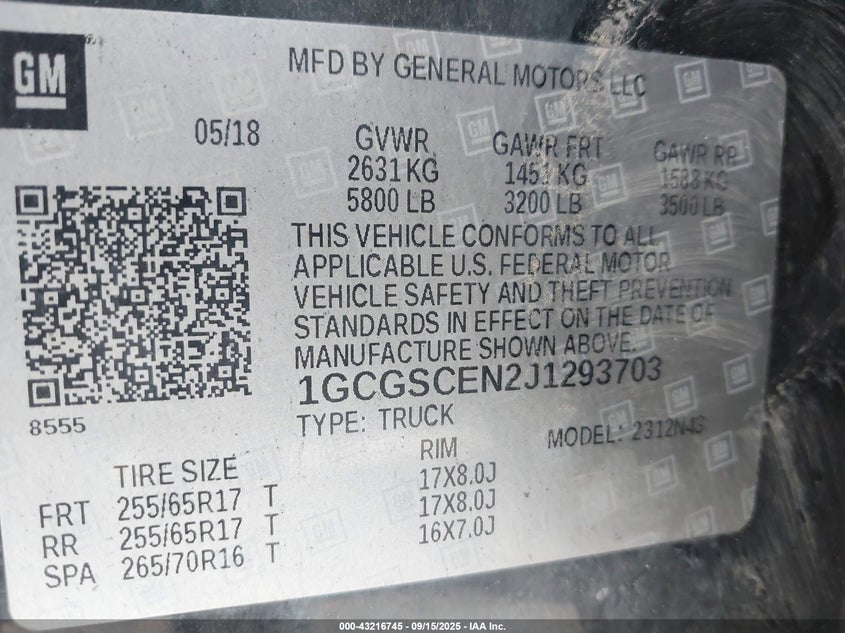 GM
MFD BY GENERAL MOTORS LLC
05/18
GVWR GAWR FRT GAWR RR
2631 KG 1451 KG 1588 KG
5800 LB 3200 LB 3500 LB
THIS VEHICLE CONFORMS TO ALL
APPLICABLE U.S. FEDERAL MOTOR
VEHICLE SAFETY AND THEFT PREVENTION
STANDARDS IN EFFECT ON THE DATE OF
MANUFACTURE SHOWN ABOVE.
1GCGSCEN2J1293703
8555
TYPE: TRUCK MODEL: 2312N43
TIRE SIZE RIM
FRT 255/65R17 T 17X8.0J
RR 255/65R17 T 17X8.0J
SPA 265/70R16 T 16X7.0J
000-43216745 - 09/15/2025 - IAA Inc.